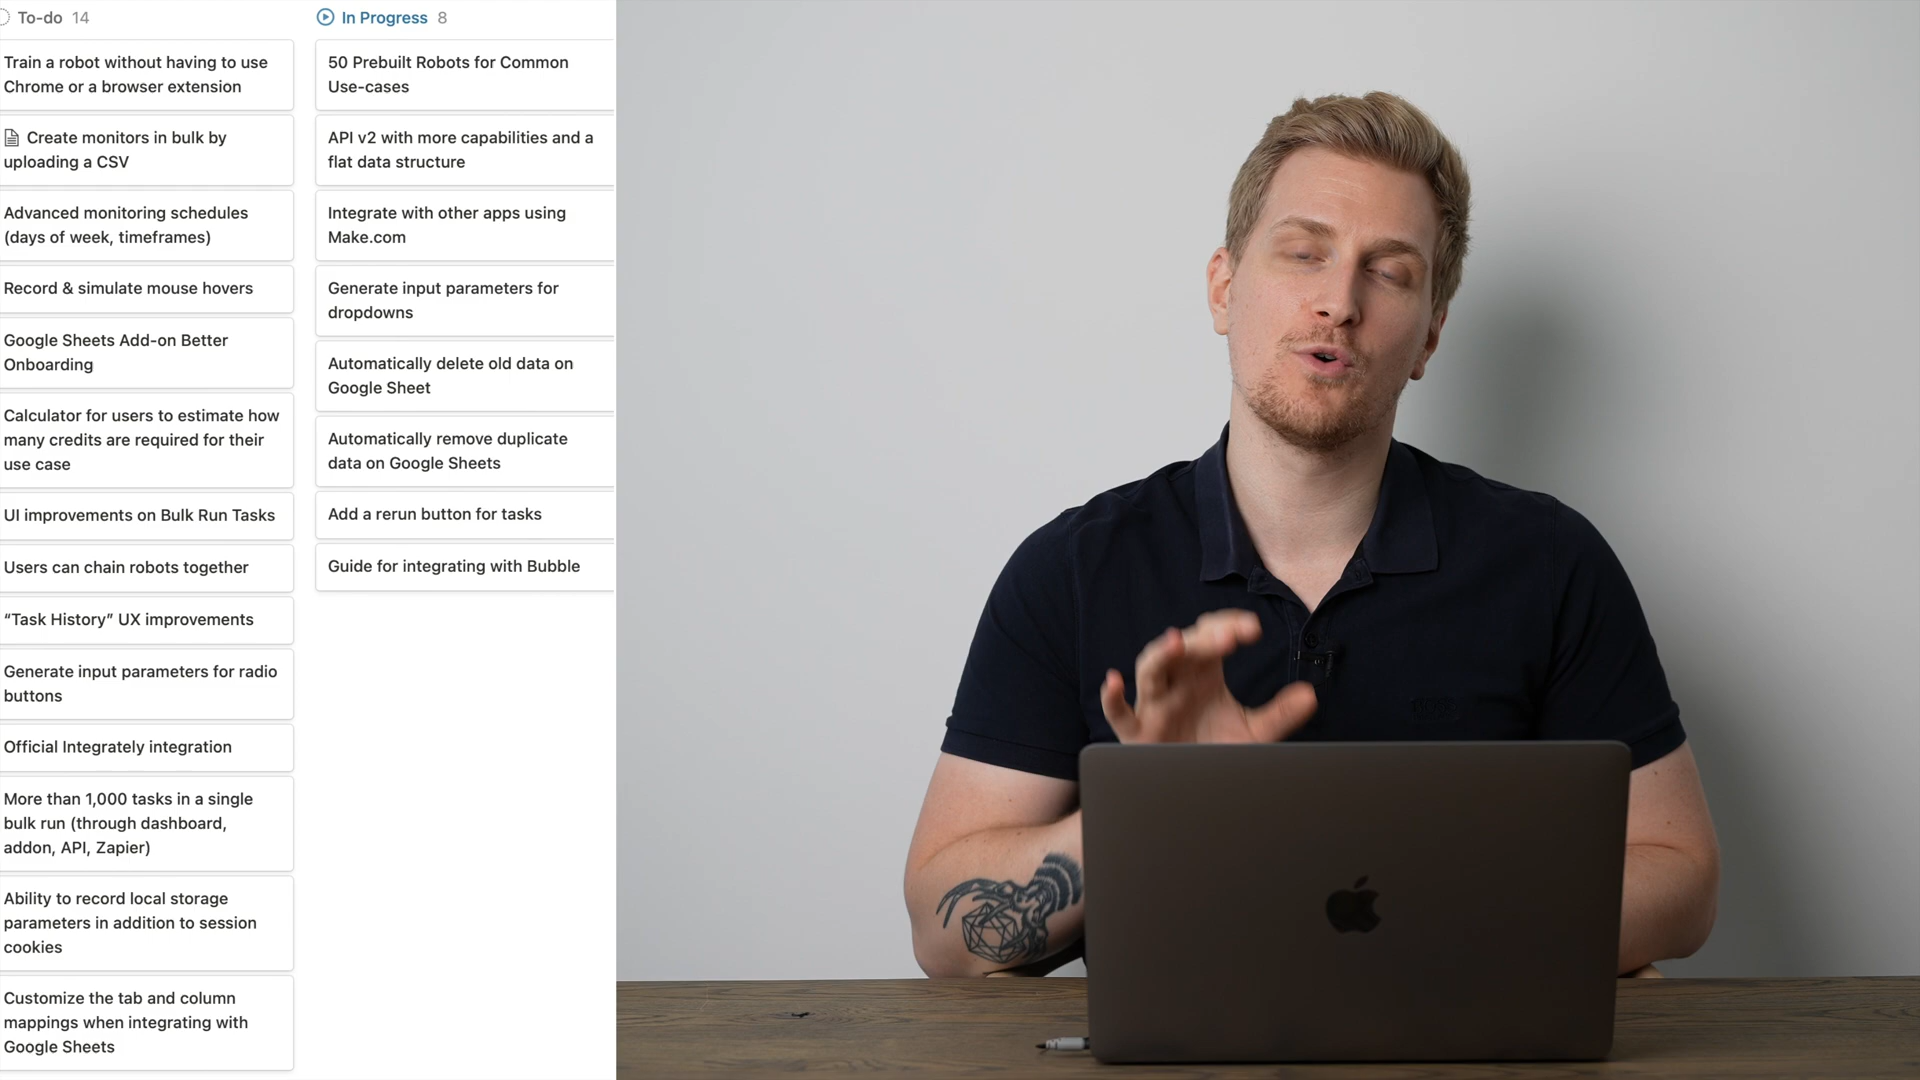 To-do 14
Train a robot without having to use
Chrome or a browser extension
Create monitors in bulk by
uploading a CSV
Advanced monitoring schedules
(days of week, timeframes)
Record & simulate mouse hovers
Google Sheets Add-on Better
Onboarding
Calculator for users to estimate how
many credits are required for their
use case
UI improvements on Bulk Run Tasks
Users can chain robots together
“Task History” UX improvements
Generate input parameters for radio
buttons
Official Integrately integration
More than 1,000 tasks in a single
bulk run (through dashboard,
addon, API, Zapier)
Ability to record local storage
parameters in addition to session
cookies
Customize the tab and column
mappings when integrating with
Google Sheets
In Progress 8
50 Prebuilt Robots for Common
Use-cases
API v2 with more capabilities and a
flat data structure
Integrate with other apps using
Make.com
Generate input parameters for
dropdowns
Automatically delete old data on
Google Sheet
Automatically remove duplicate
data on Google Sheets
Add a rerun button for tasks
Guide for integrating with Bubble